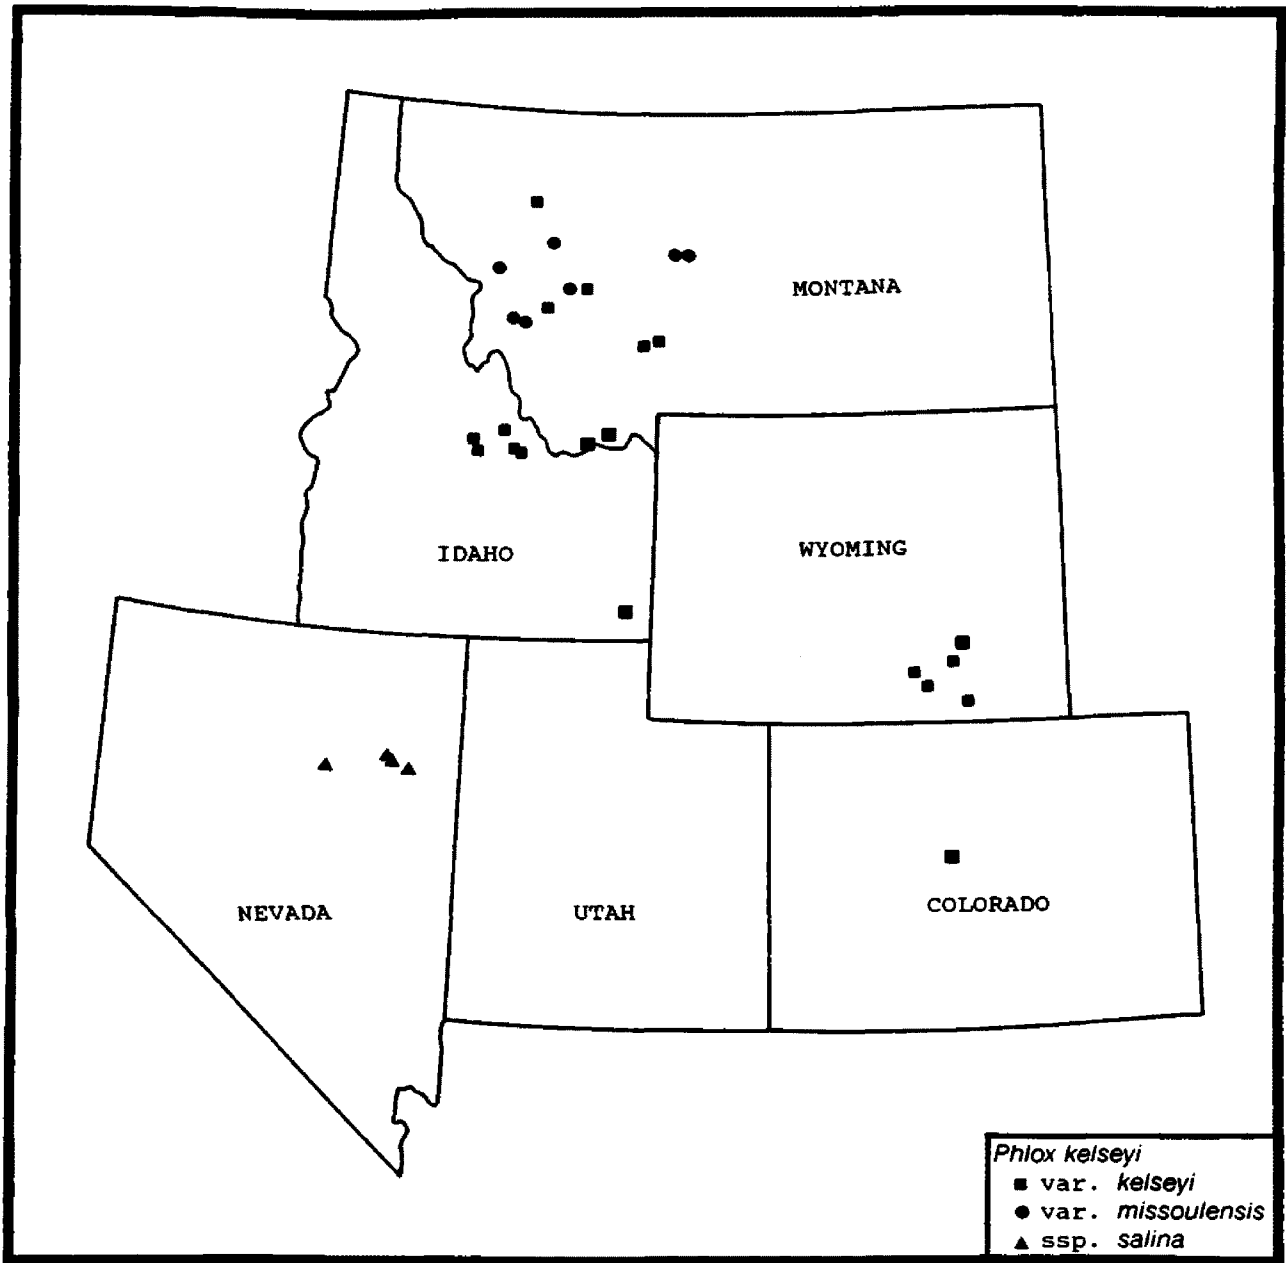 MONTANA
IDAHO
WYOMING
NEVADA
UTAH
COLORADO
Phlox kelseyi
var. kelseyi
var. missoulensis
ssp. salina